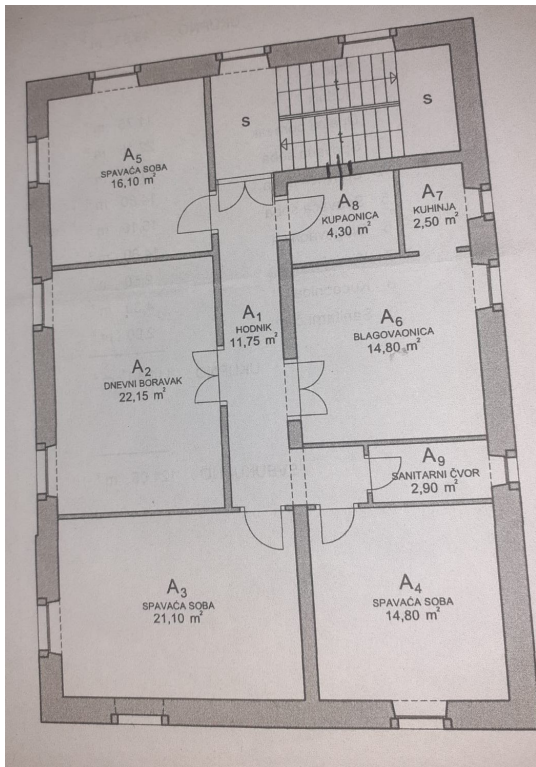 S
S
A5
SPAVAĆA SOBA
16,10 m²
A8
KUPAONICA
4,30 m²
A7
KUHINJA
2,50 m²
A1
HODNIK
11,75 m²
A6
BLAGOVAONICA
14,80 m²
A2
DNEVNI BORAVAK
22,15 m²
A9
SANITARNI ČVOR
2,90 m²
A3
SPAVAĆA SOBA
21,10 m²
A4
SPAVAĆA SOBA
14,80 m²